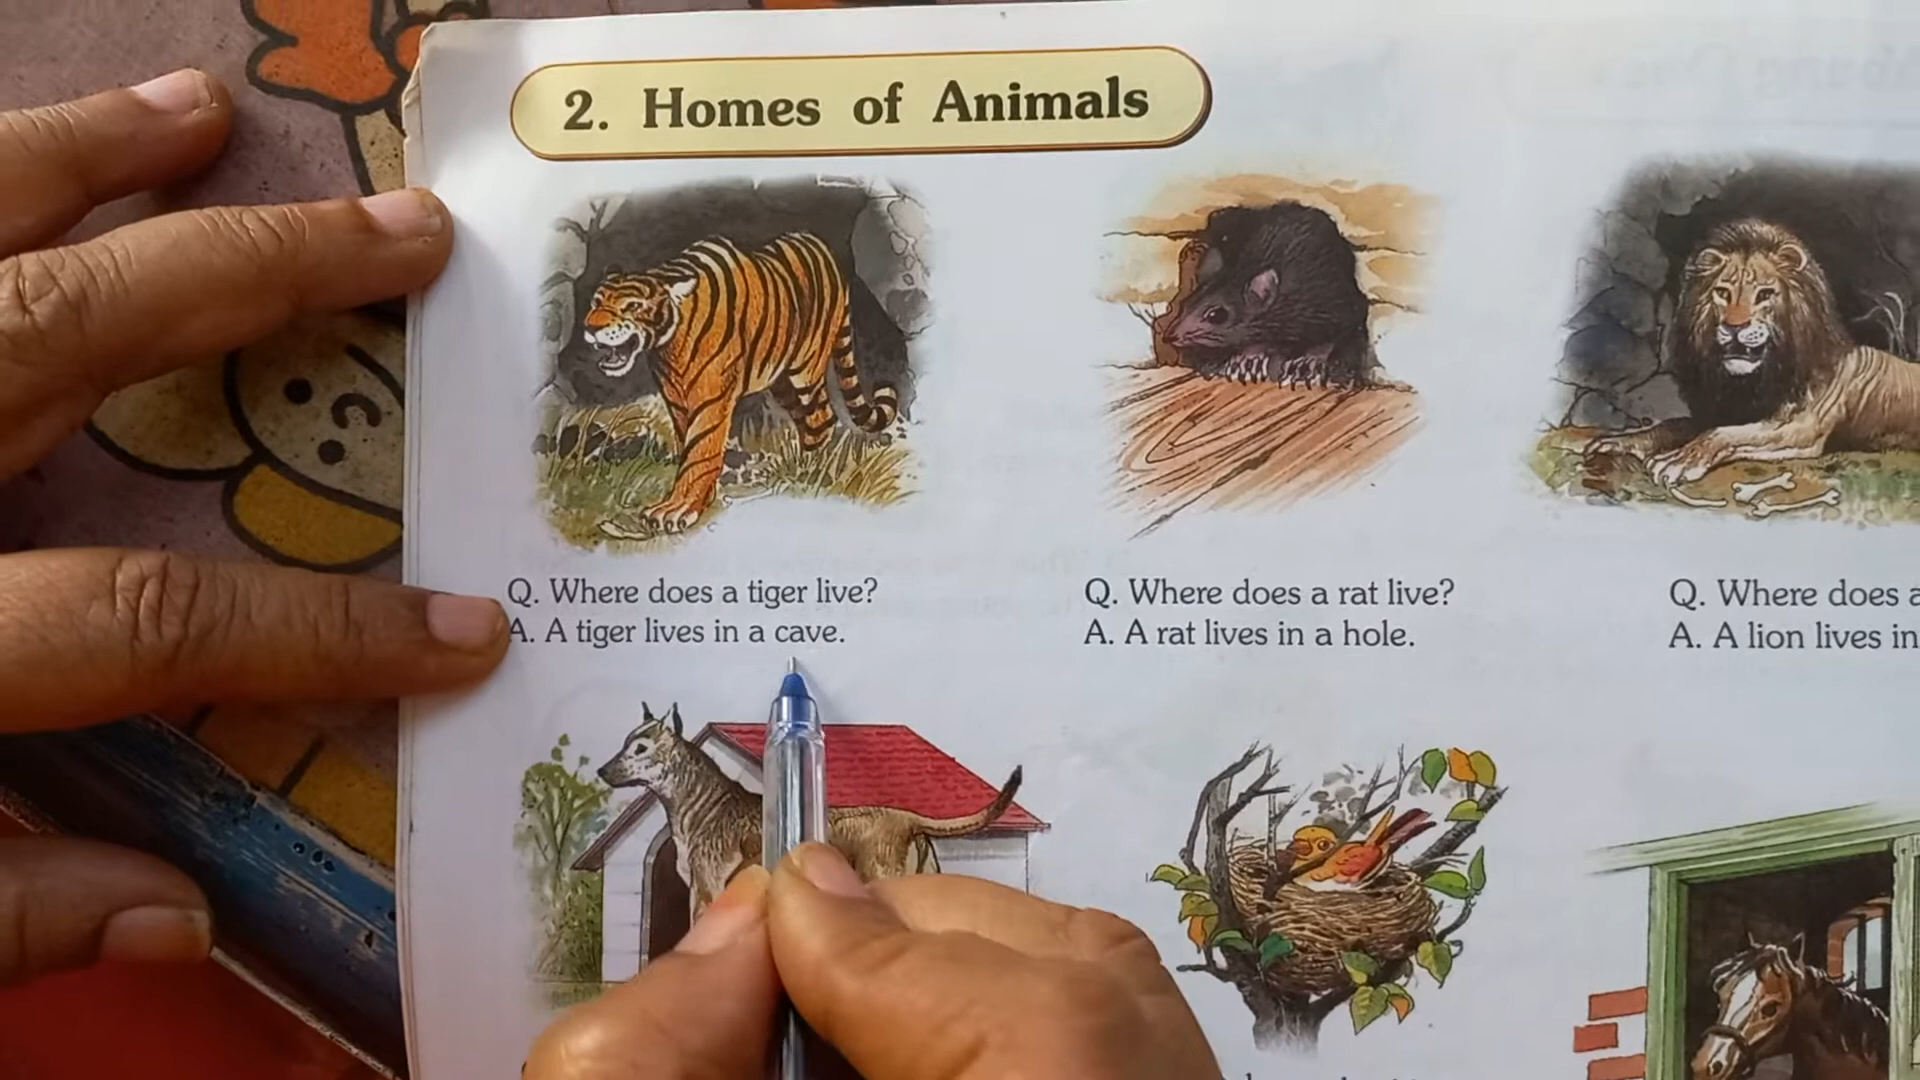 2. Homes of Animals
Q. Where does a tiger live?
A. A tiger lives in a cave.
Q. Where does a rat live?
A. A rat lives in a hole.
Q. Where does
A. A lion lives in